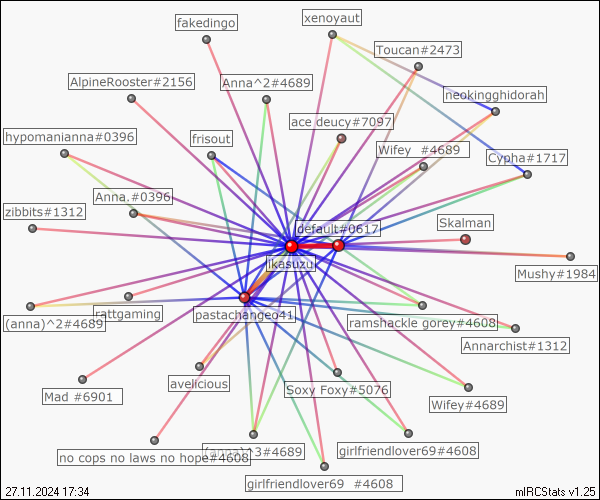 fakedingo
xenoyaut
Toucan#2473
AlpineRooster#2156
Anna^2#4689
neokingghidorah
ace deucy#7097
hypomanianna#0396
frisout
Wifey  #4689
Cypha#1717
Anna.#0396
zibbits#1312
default#0617
Skalman
ikasuzu
Mushy#1984
rattgaming
pastachangeo41
(anna)^2#4689
ramshackle gorey#4608
Annarchist#1312
avelicious
Soxy Foxy#5076
Mad #6901
Wifey#4689
no cops no laws no hope#4608
(anna)^3#4689
girlfriendlover69#4608
girlfriendlover69  #4608
27.11.2024 17:34
mIRCStats v1.25